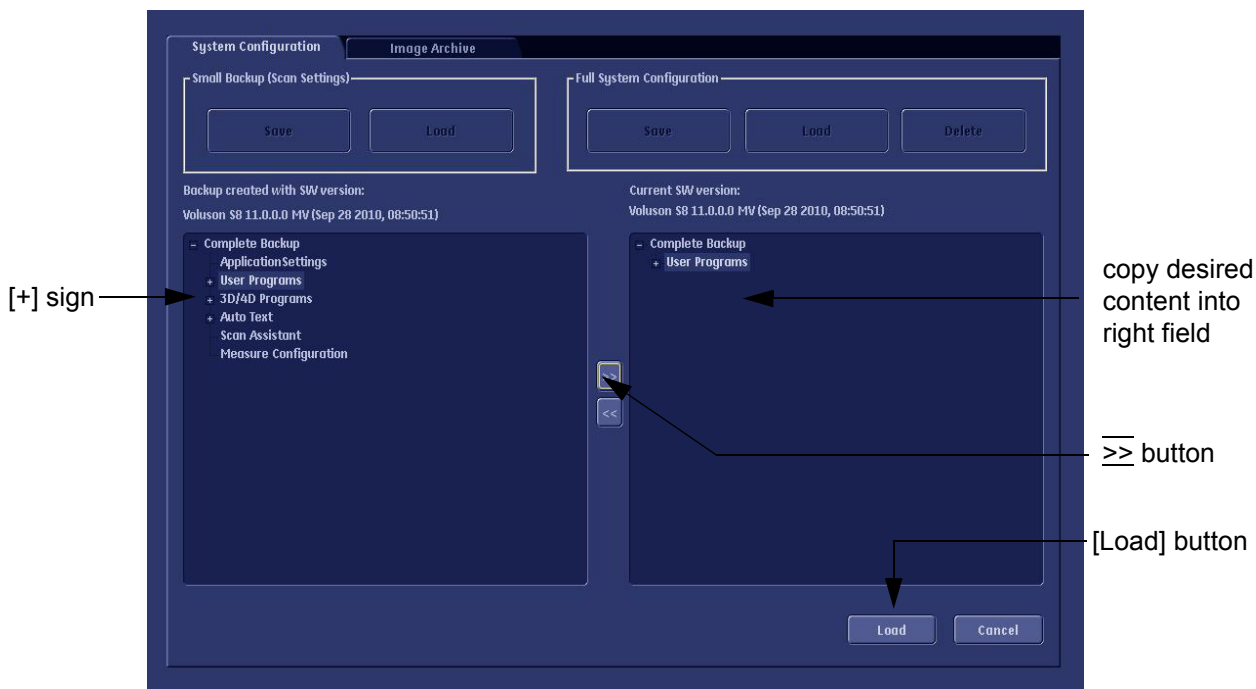 System Configuration
Image Archive
Small Backup (Scan Settings)
Save
Load
Full System Configuration
Save
Load
Delete
Backup created with SW version:
Voluson S8 11.0.0.0 MV (Sep 28 2010, 08:50:51)
Current SW version:
Voluson S8 11.0.0.0 MV (Sep 28 2010, 08:50:51)
- Complete Backup
ApplicationSettings
+ User Programs
+ 3D/4D Programs
+ Auto Text
Scan Assistant
Measure Configuration
>>
<<
- Complete Backup
+ User Programs
Load
Cancel
[+] sign
copy desired
content into
right field
>> button
[Load] button